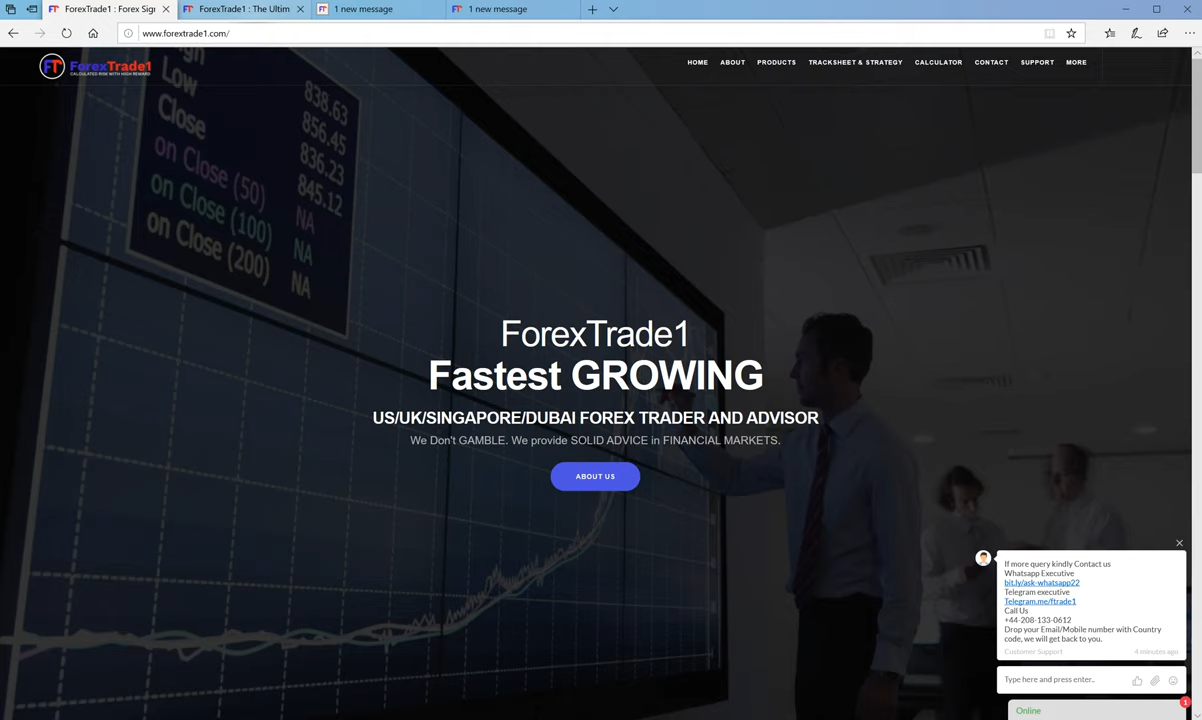 ForexTrade1 : Forex Sig
ForexTrade1 : The Ultim
1 new message
1 new message
www.forextrade1.com/
FT ForexTrade1
CALCULATED RISK WITH HIGH REWARD
HOME ABOUT PRODUCTS TRACKSHEET & STRATEGY CALCULATOR CONTACT SUPPORT MORE
High
Low 838.63
Close 856.45
on Close (50) 836.23
on Close (100) 845.12
on Close (200) NA
NA
NA
ForexTrade1
Fastest GROWING
US/UK/SINGAPORE/DUBAI FOREX TRADER AND ADVISOR
We Don't GAMBLE. We provide SOLID ADVICE in FINANCIAL MARKETS.
ABOUT US
If more query kindly Contact us
Whatsapp Executive
bit.ly/ask-whatsapp22
Telegram executive
Telegram.me/ftrade1
Call Us
+44-208-133-0612
Drop your Email/Mobile number with Country
code, we will get back to you.
Customer Support 4 minutes ago
Type here and press enter..
Online 1